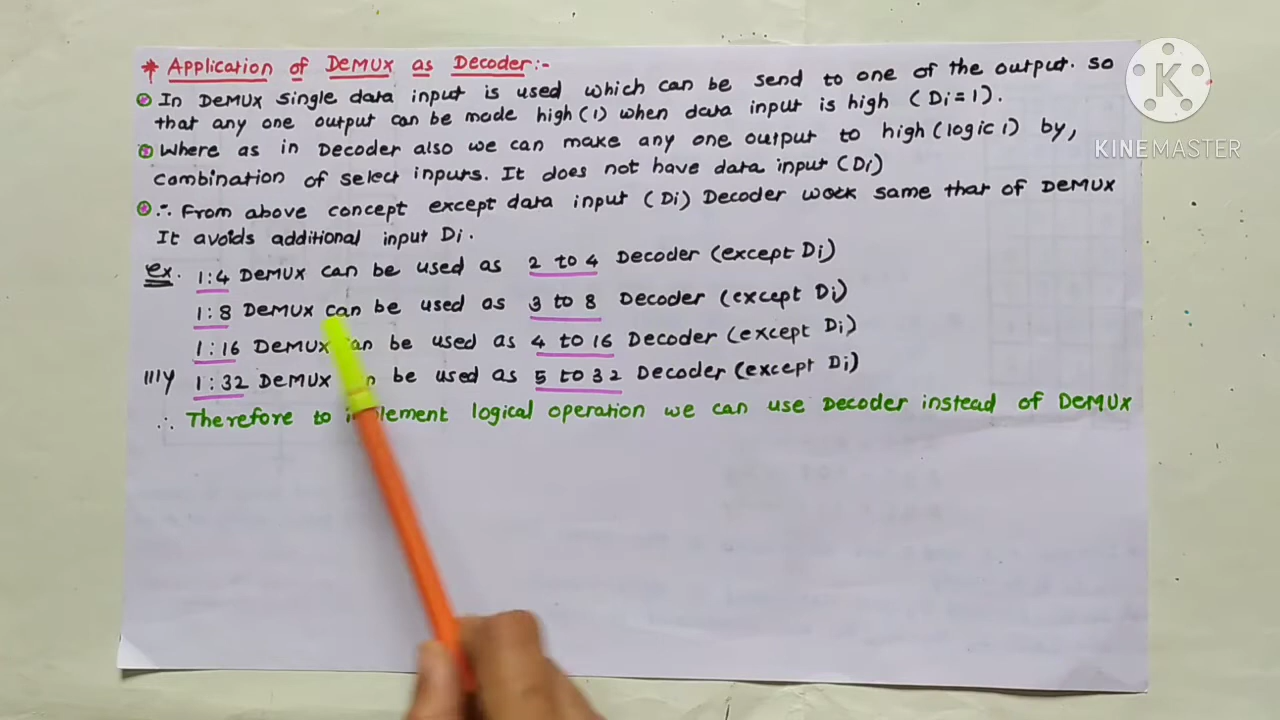 * Application of DeMUX as Decoder:-
In DeMUX single data input is used which can be send to one of the output. so
that any one output can be made high (1) when data input is high (Di=1).
Where as in Decoder also we can make any one output to high (logic 1) by,
combination of select inputs. It does not have data input (Di)
∴ From above concept except data input (Di) Decoder work same that of DEMUX
It avoids additional input Di.
ex. 1:4 DeMUX can be used as 2 to 4 Decoder (except Di)
1:8 DeMUX can be used as 3 to 8 Decoder (except Di)
1:16 DeMUX can be used as 4 to 16 Decoder (except Di)
lllly 1:32 DeMUX be used as 5 to 32 Decoder (except Di)
∴ Therefore to logical operation we can use Decoder instead of DeMUX
K
KINEMASTER